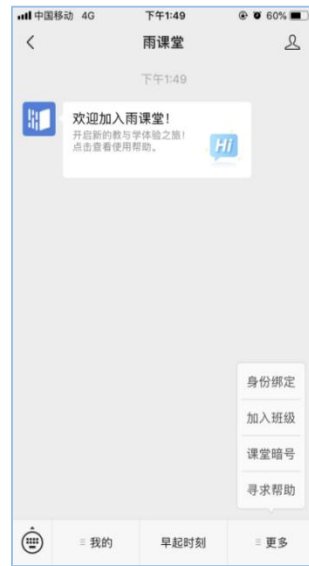 中国移动 4G 下午1:49 60%
雨课堂
下午1:49
欢迎加入雨课堂!
开启新的教与学体验之旅!
点击查看使用帮助。
Hi
身份绑定
加入班级
课堂暗号
寻求帮助
我的 早起时刻 更多